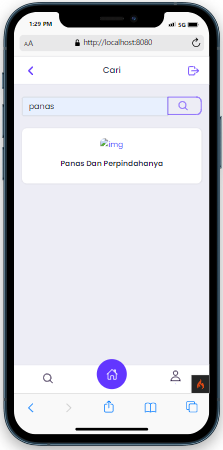 1:29 PM
5G
AA
http://localhost:8080
Cari
panas
img
Panas Dan Perpindahanya